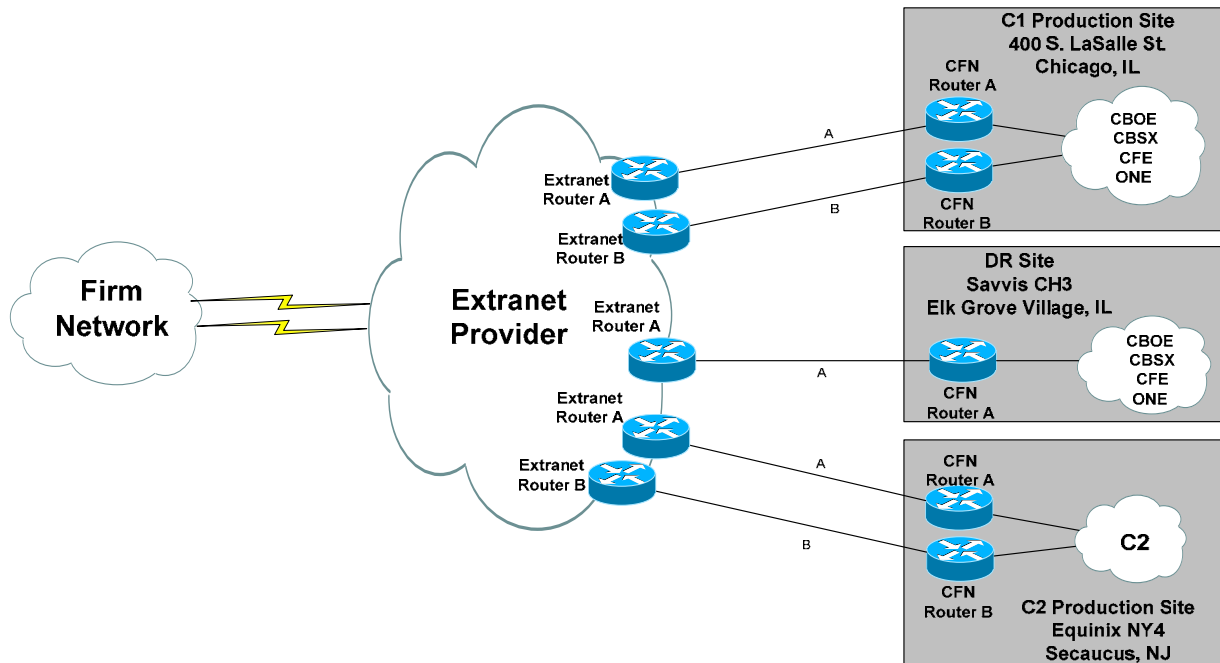 C1 Production Site
400 S. LaSalle St.
Chicago, IL
CFN
Router A
CBOE
CBSX
CFE
ONE
A
Extranet
Router A
B
CFN
Router B
Extranet
Router B
DR Site
Savvis CH3
Elk Grove Village, IL
Firm
Network
Extranet
Provider
Extranet
Router A
A
CFN
Router A
CBOE
CBSX
CFE
ONE
Extranet
Router A
A
Extranet
Router B
B
CFN
Router A
C2
CFN
Router B
C2 Production Site
Equinix NY4
Secaucus, NJ